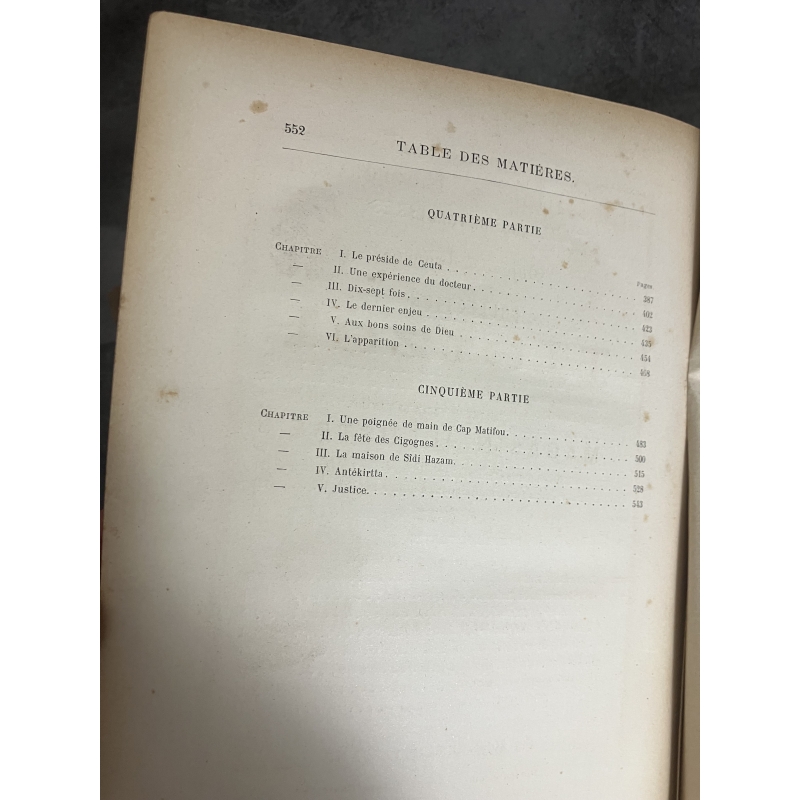 552
TABLE DES MATIÉRES.
QUATRIÈME PARTIE
Pages
CHAPITRE I. Le préside de Ceuta . . . . . . . . . . . . . . . . 387
— II. Une expérience du docteur . . . . . . . . . . . . . . . . 402
— III. Dix-sept fois . . . . . . . . . . . . . . . . 423
— IV. Le dernier enjeu . . . . . . . . . . . . . . . . 435
— V. Aux bons soins de Dieu . . . . . . . . . . . . . . . . 454
— VI. L'apparition . . . . . . . . . . . . . . . . 468
CINQUIÈME PARTIE
CHAPITRE I. Une poignée de main de Cap Matifou . . . . . . . . . . . . 483
— II. La fête des Cigognes . . . . . . . . . . . . . . . . 500
— III. La maison de Sîdi Hazam . . . . . . . . . . . . . . . . 515
— IV. Antékirtta . . . . . . . . . . . . . . . . 528
— V. Justice . . . . . . . . . . . . . . . . 543